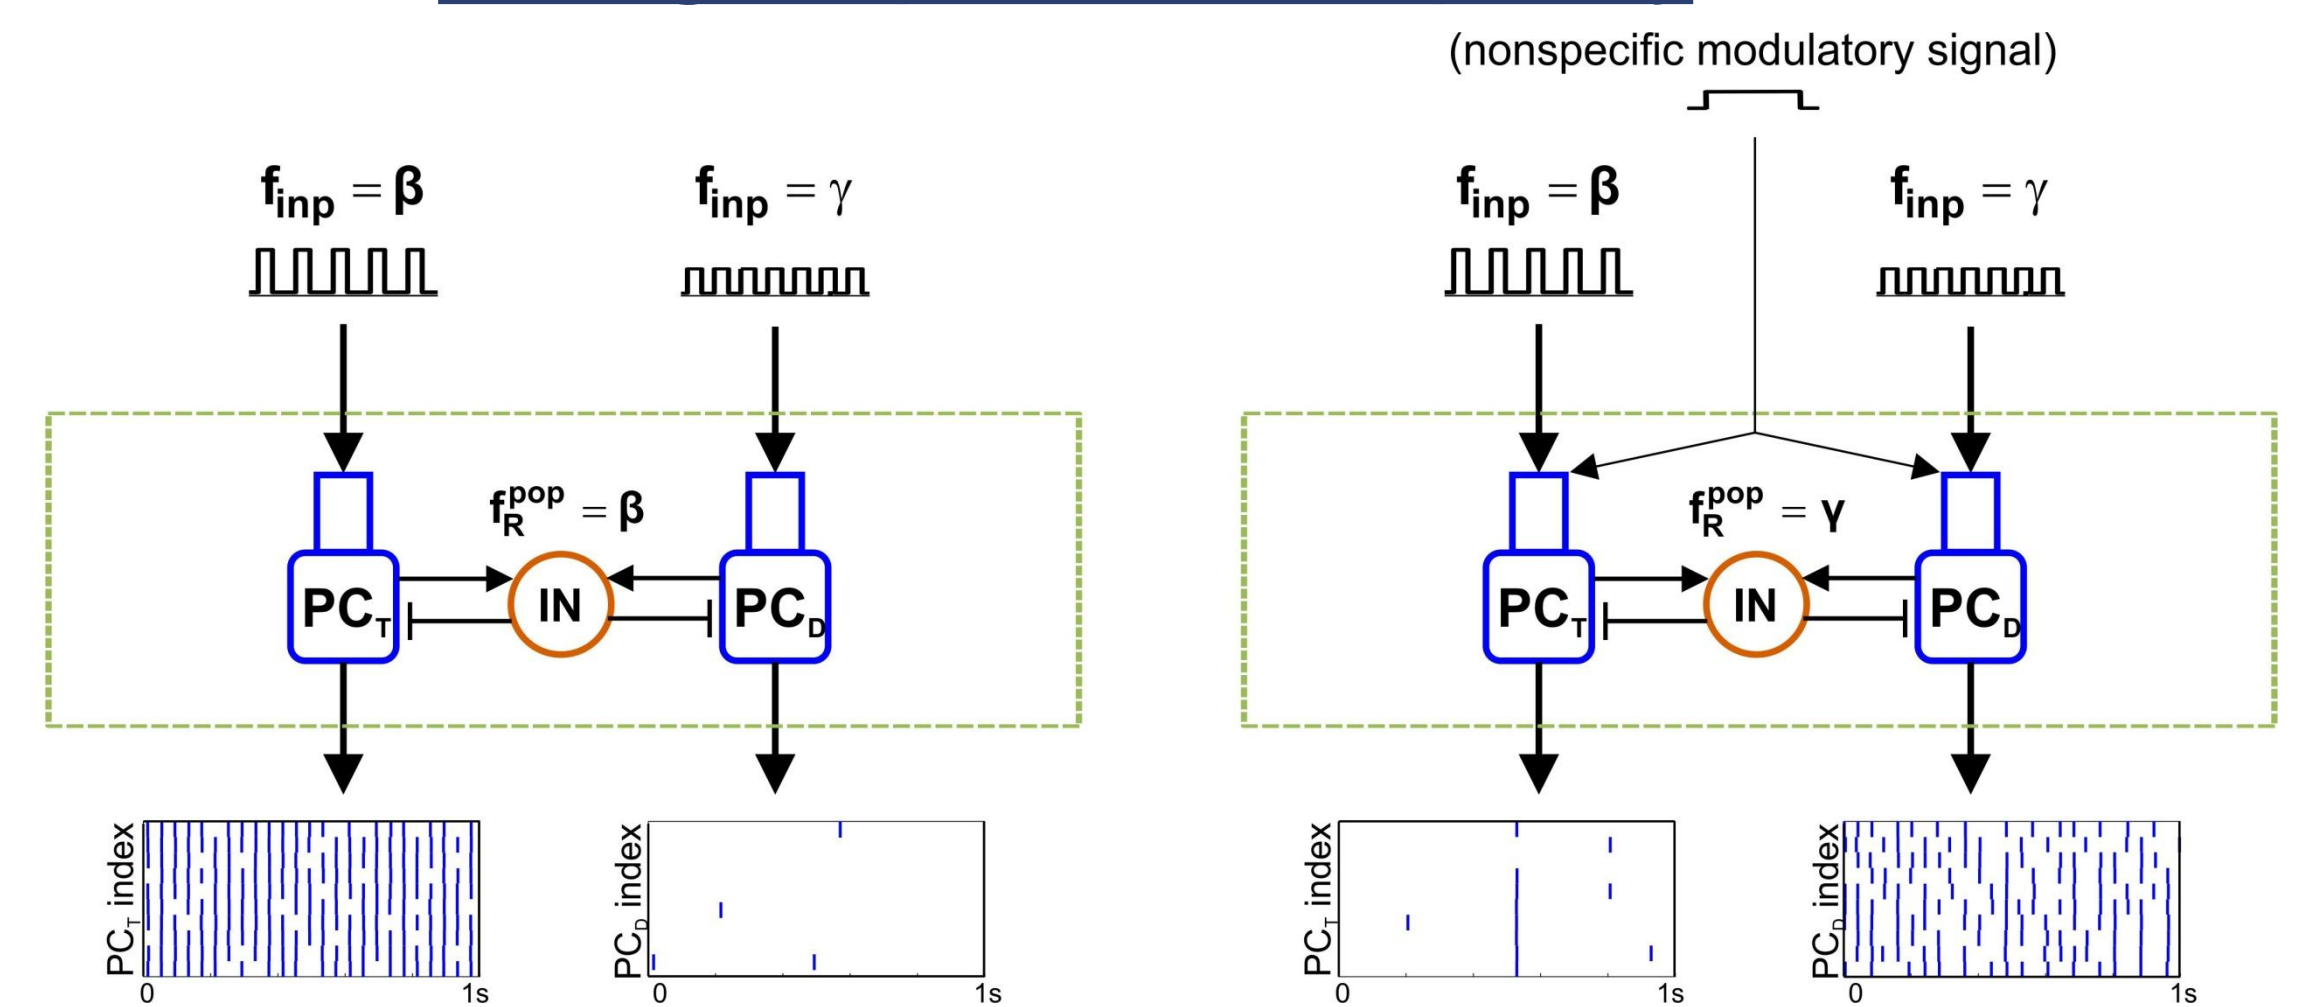 (nonspecific modulatory signal)
f_inp = β
f_inp = γ
f_inp = β
f_inp = γ
f_R^pop = β
f_R^pop = γ
PC_T
IN
PC_D
PC_T
IN
PC_D
PC_T index
0 1s
PC_D index
0 1s
PC_T index
0 1s
PC_D index
0 1s